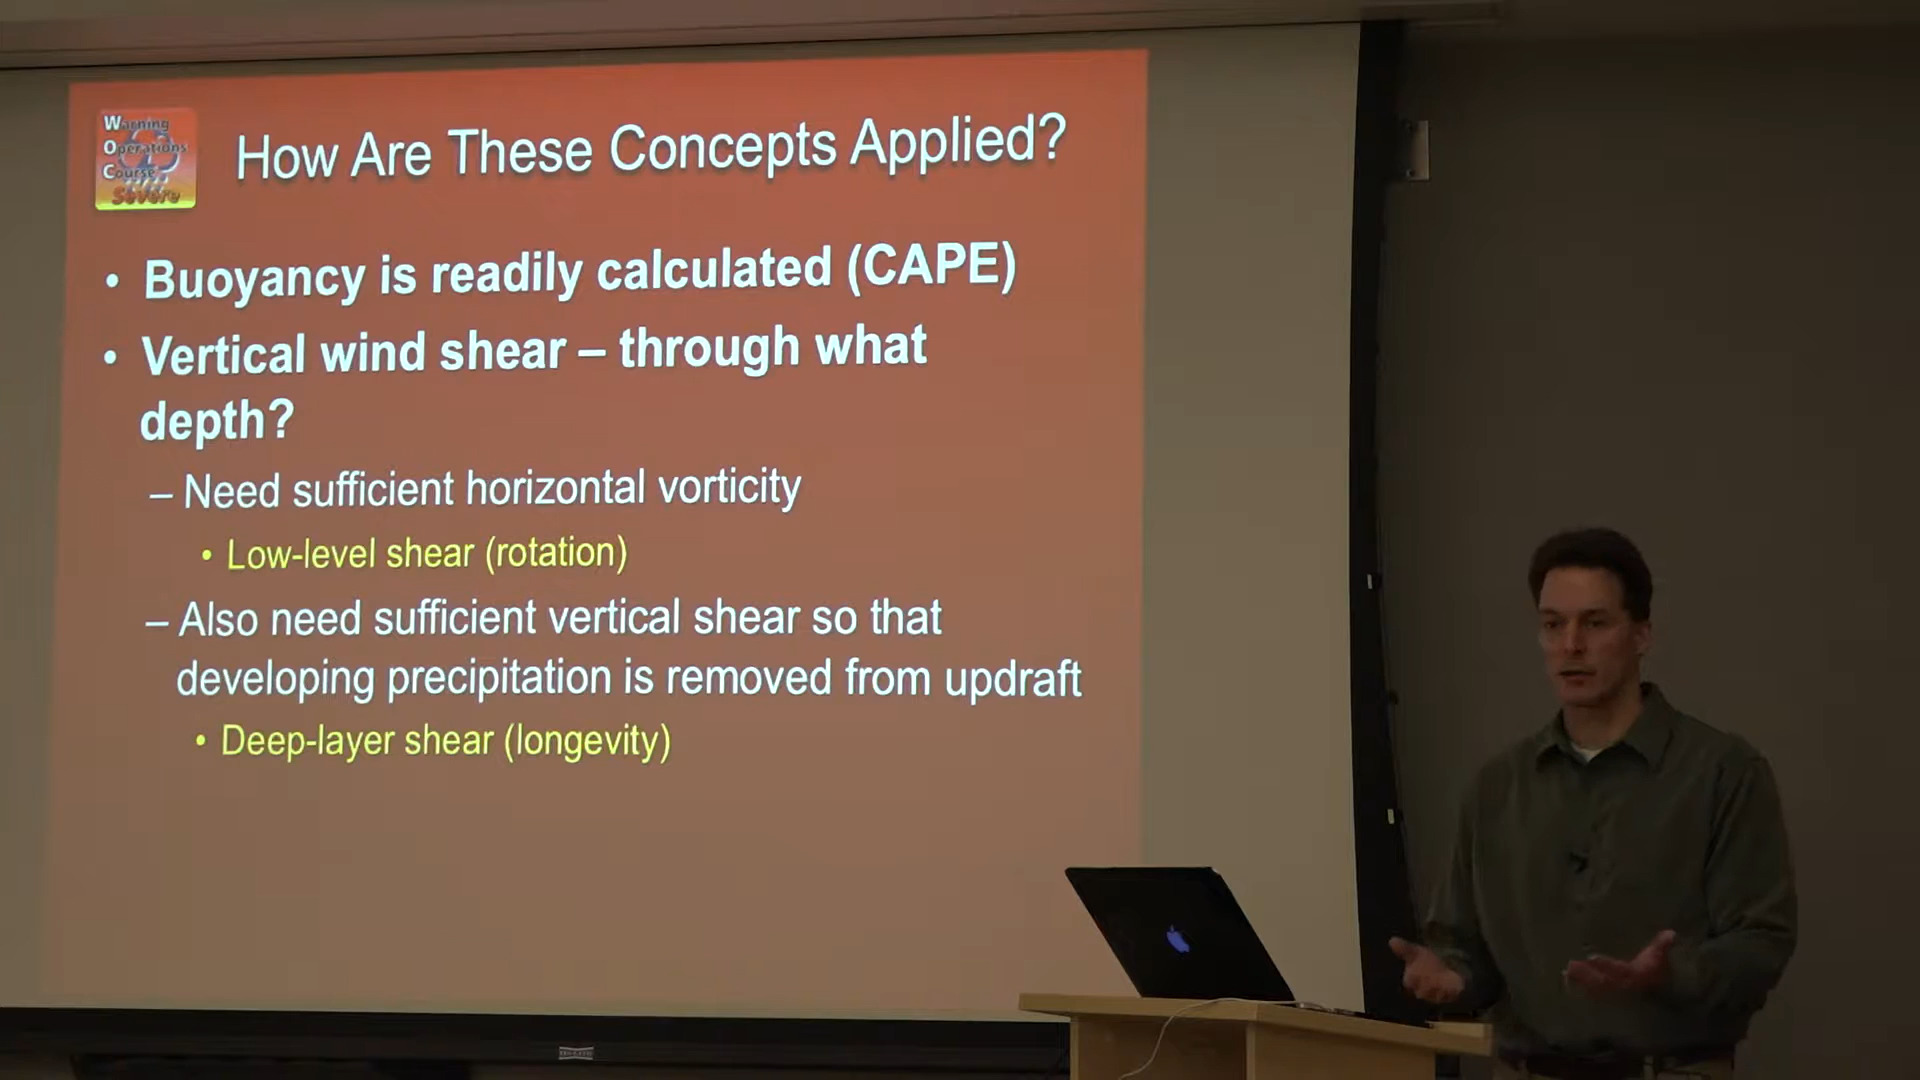 Warning
Operations
Course
Severe
How Are These Concepts Applied?
• Buoyancy is readily calculated (CAPE)
• Vertical wind shear – through what
depth?
– Need sufficient horizontal vorticity
• Low-level shear (rotation)
– Also need sufficient vertical shear so that
developing precipitation is removed from updraft
• Deep-layer shear (longevity)